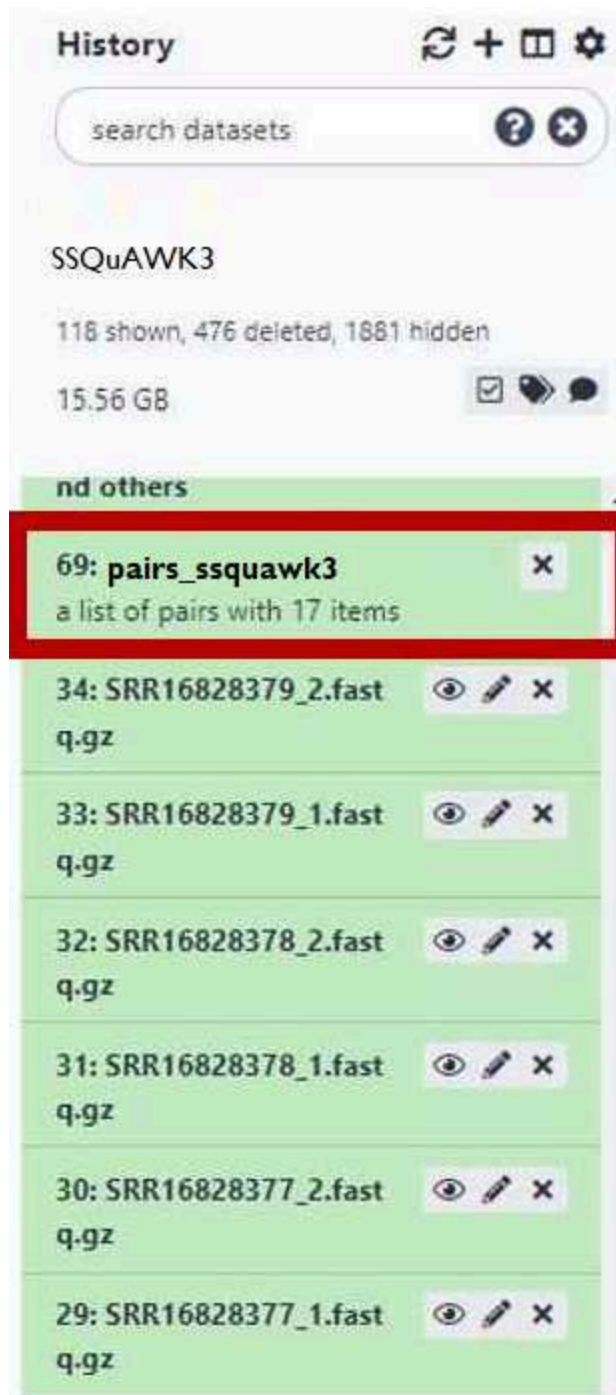 History
search datasets
SSQuAWK3
118 shown, 476 deleted, 1881 hidden
15.56 GB
nd others
69: pairs_ssquawk3
a list of pairs with 17 items
34: SRR16828379_2.fast
q.gz
33: SRR16828379_1.fast
q.gz
32: SRR16828378_2.fast
q.gz
31: SRR16828378_1.fast
q.gz
30: SRR16828377_2.fast
q.gz
29: SRR16828377_1.fast
q.gz